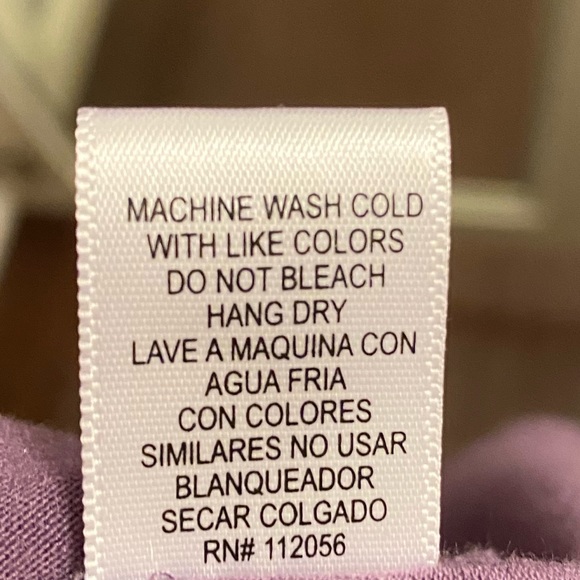 MACHINE WASH COLD
WITH LIKE COLORS
DO NOT BLEACH
HANG DRY
LAVE A MAQUINA CON
AGUA FRIA
CON COLORES
SIMILARES NO USAR
BLANQUEADOR
SECAR COLGADO
RN# 112056